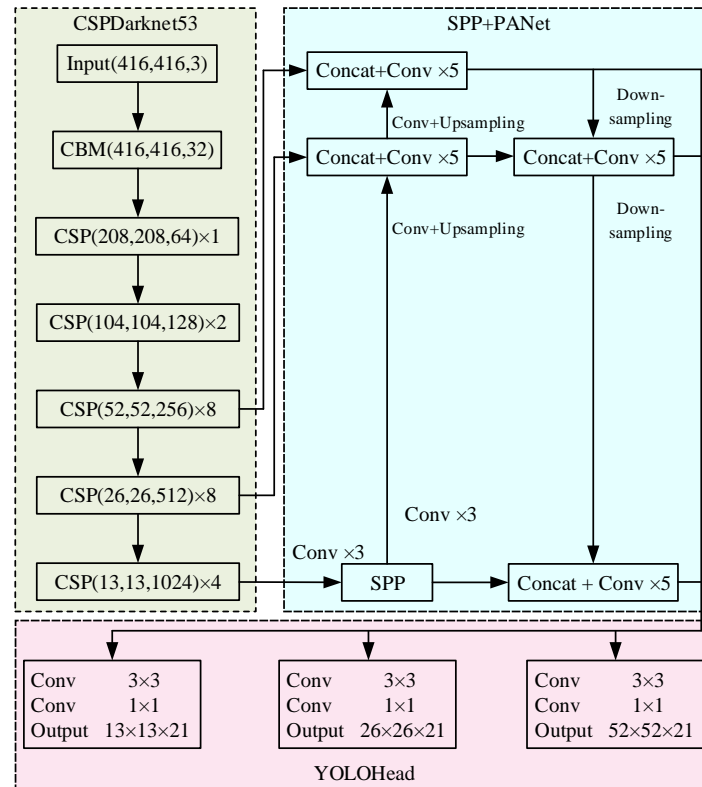 CSPDarknet53
Input(416,416,3)
CBM(416,416,32)
CSP(208,208,64)×1
CSP(104,104,128)×2
CSP(52,52,256)×8
CSP(26,26,512)×8
CSP(13,13,1024)×4
SPP+PANet
Concat+Conv ×5
Conv+Upsampling
Down-
sampling
Concat+Conv ×5
Concat+Conv ×5
Conv+Upsampling
Down-
sampling
Conv ×3
Conv ×3
SPP
Concat + Conv ×5
Conv 3×3
Conv 1×1
Output 13×13×21
Conv 3×3
Conv 1×1
Output 26×26×21
Conv 3×3
Conv 1×1
Output 52×52×21
YOLOHead